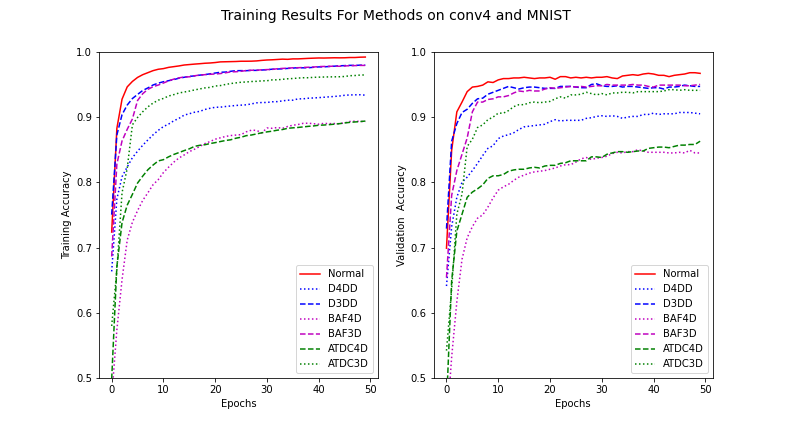 Training Results For Methods on conv4 and MNIST
Training Accuracy
1.0
0.9
0.8
0.7
0.6
0.5
0 10 20 30 40 50
Epochs
Normal
D4DD
D3DD
BAF4D
BAF3D
ATDC4D
ATDC3D
Validation Accuracy
1.0
0.9
0.8
0.7
0.6
0.5
0 10 20 30 40 50
Epochs
Normal
D4DD
D3DD
BAF4D
BAF3D
ATDC4D
ATDC3D